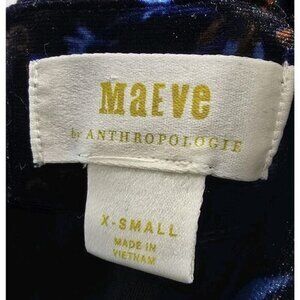 MaEVe
by ANTHROPOLOGIE
X-SMALL
MADE IN
VIETNAM